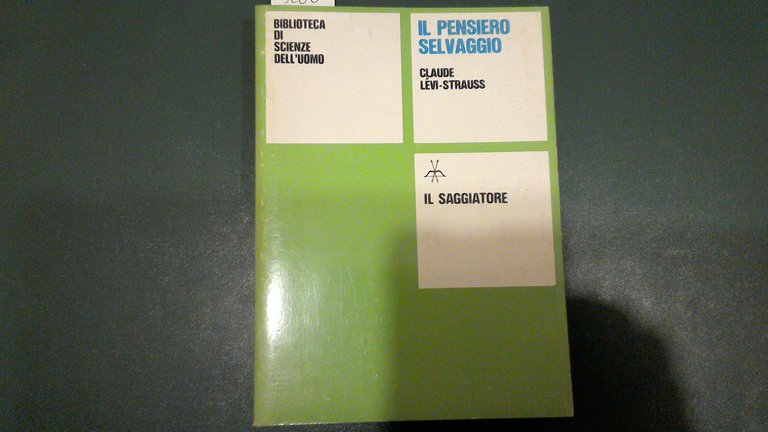 BIBLIOTECA
DI
SCIENZE
DELL'UOMO
IL PENSIERO
SELVAGGIO
CLAUDE
LÉVI-STRAUSS
IL SAGGIATORE